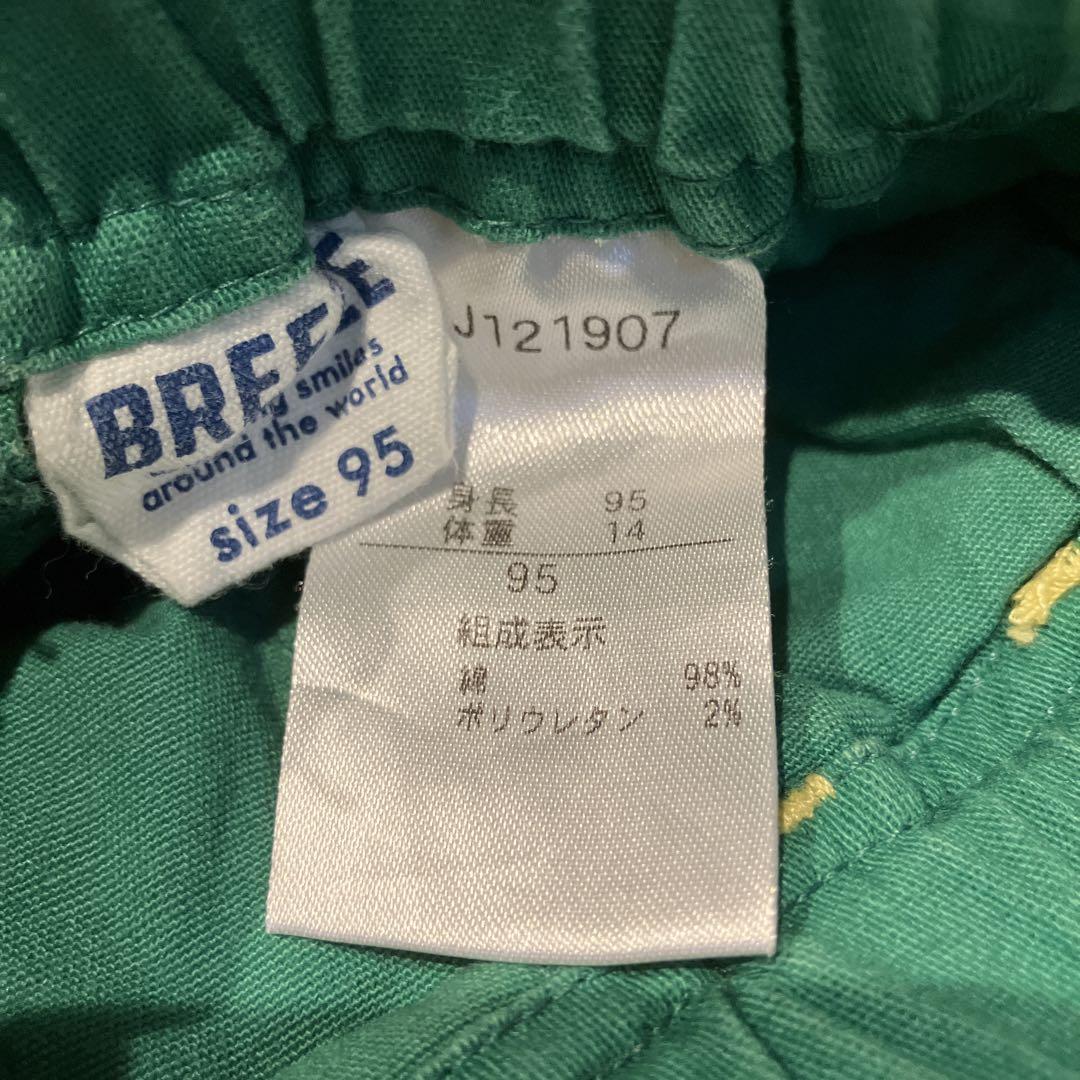 BREEZE
smiles
around the world
size 95
J121907
身長 95
体重 14
95
組成表示
綿 98%
ポリウレタン 2%